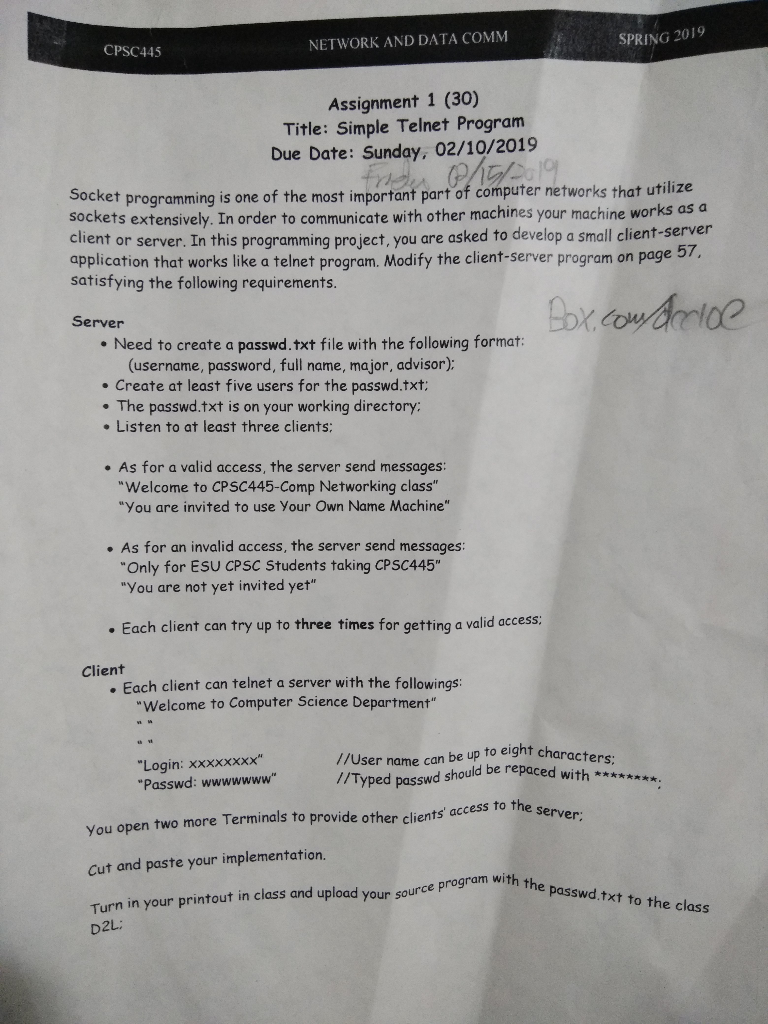 CPSC445 NETWORK AND DATA COMM SPRING 2019
Assignment 1 (30)
Title: Simple Telnet Program
Due Date: Sunday, 02/10/2019
Friday 02/15/2019
Socket programming is one of the most important part of computer networks that utilize
sockets extensively. In order to communicate with other machines your machine works as a
client or server. In this programming project, you are asked to develop a small client-server
application that works like a telnet program. Modify the client-server program on page 57,
satisfying the following requirements.
Box.com/
Server
• Need to create a passwd.txt file with the following format:
(username, password, full name, major, advisor);
• Create at least five users for the passwd.txt;
• The passwd.txt is on your working directory;
• Listen to at least three clients;
• As for a valid access, the server send messages:
"Welcome to CPSC445-Comp Networking class"
"You are invited to use Your Own Name Machine"
• As for an invalid access, the server send messages:
"Only for ESU CPSC Students taking CPSC445"
"You are not yet invited yet"
• Each client can try up to three times for getting a valid access;
Client
• Each client can telnet a server with the followings:
"Welcome to Computer Science Department"
" "
" "
"Login: xxxxxxxx" //User name can be up to eight characters;
"Passwd: wwwwwww" //Typed passwd should be repaced with ********;
You open two more Terminals to provide other clients' access to the server;
Cut and paste your implementation.
Turn in your printout in class and upload your source program with the passwd.txt to the class
D2L;